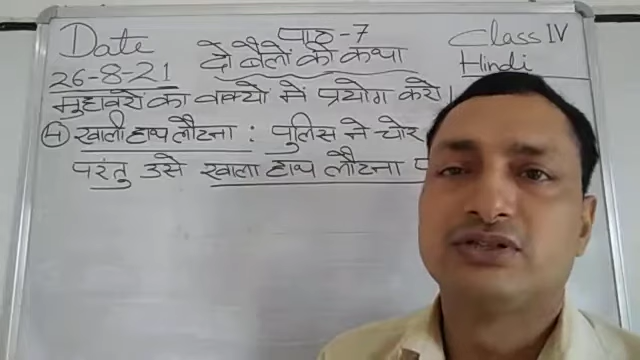 Date
पाठ-7
Class IV
26-8-21
दो बैलों की कथा
Hindi
मुहावरों का वाक्यों में प्रयोग करो।
④ खाली हाथ लौटना : पुलिस ने चोर
परंतु उसे खाली हाथ लौटना